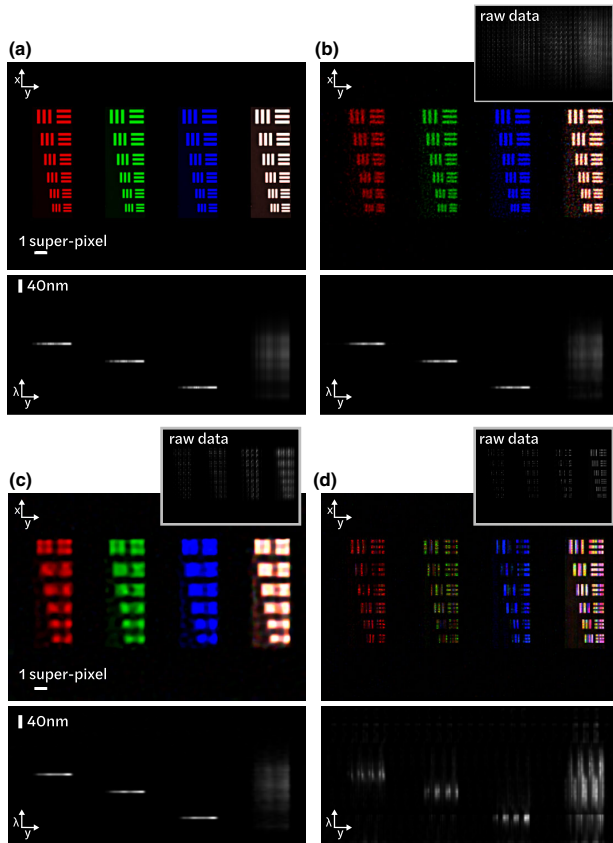 raw data
(a)
(b)
x
y
x
y
1 super-pixel
40nm
λ
y
λ
y
raw data
raw data
(c)
(d)
x
y
x
y
1 super-pixel
40nm
λ
y
λ
y